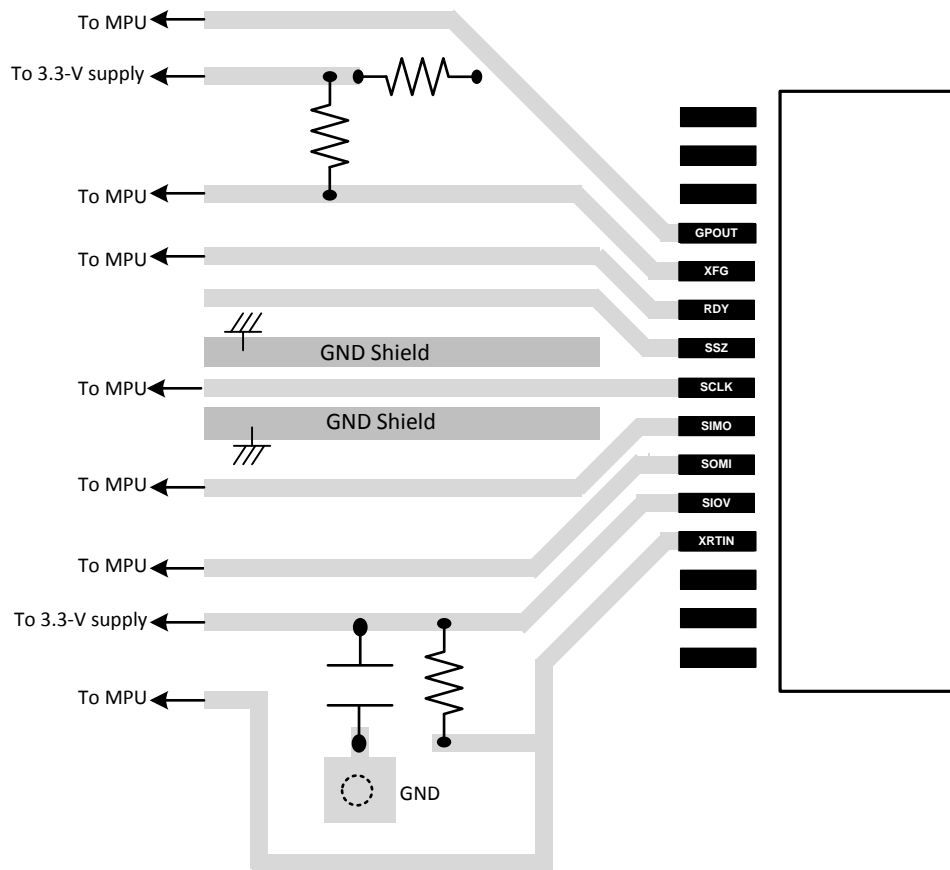 To MPU
To 3.3-V supply
To MPU
GPOUT
To MPU
XFG
RDY
SSZ
GND Shield
To MPU
SCLK
GND Shield
SIMO
SOMI
To MPU
SIOV
XRTIN
To MPU
To 3.3-V supply
To MPU
GND